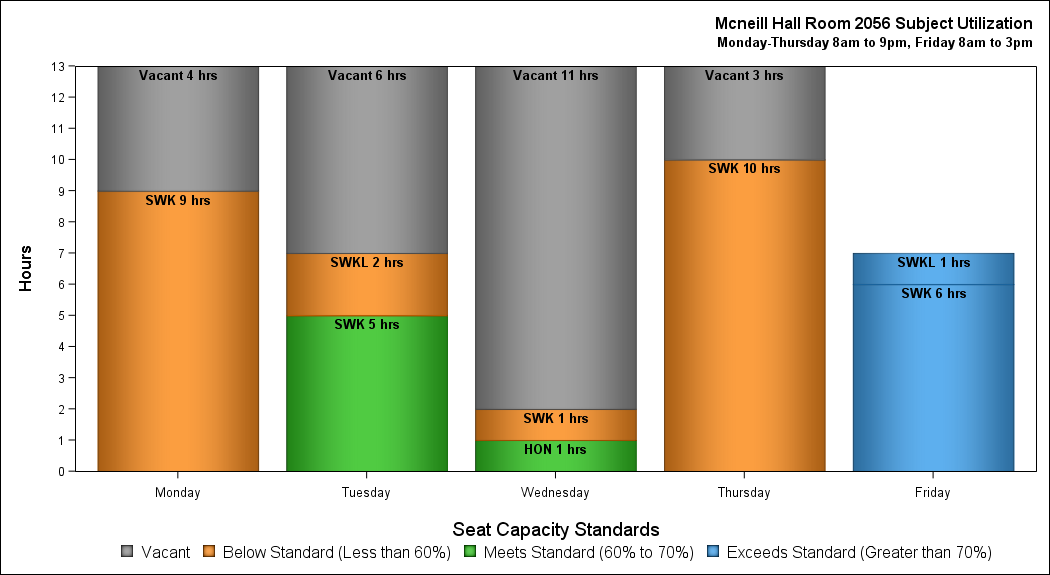 Mcneill Hall Room 2056 Subject Utilization
Monday-Thursday 8am to 9pm, Friday 8am to 3pm
Hours
13
12
11
10
9
8
7
6
5
4
3
2
1
0
Vacant 4 hrs
SWK 9 hrs
Vacant 6 hrs
SWKL 2 hrs
SWK 5 hrs
Vacant 11 hrs
SWK 1 hrs
HON 1 hrs
Vacant 3 hrs
SWK 10 hrs
SWKL 1 hrs
SWK 6 hrs
Monday Tuesday Wednesday Thursday Friday
Seat Capacity Standards
Vacant Below Standard (Less than 60%) Meets Standard (60% to 70%) Exceeds Standard (Greater than 70%)